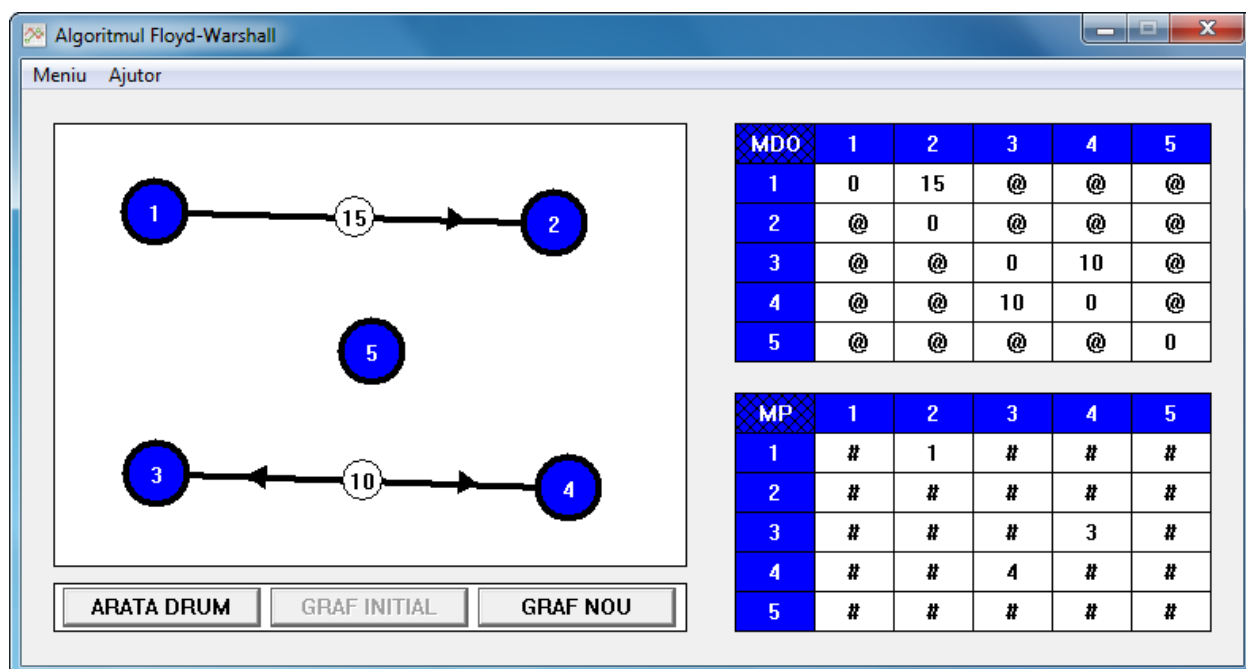 Algoritmul Floyd-Warshall
Meniu Ajutor
1
15
2
5
3
10
4
ARATA DRUM GRAF INITIAL GRAF NOU
MDO 1 2 3 4 5
1 0 15 @ @ @
2 @ 0 @ @ @
3 @ @ 0 10 @
4 @ @ 10 0 @
5 @ @ @ @ 0
MP 1 2 3 4 5
1 # 1 # # #
2 # # # # #
3 # # # 3 #
4 # # 4 # #
5 # # # # #